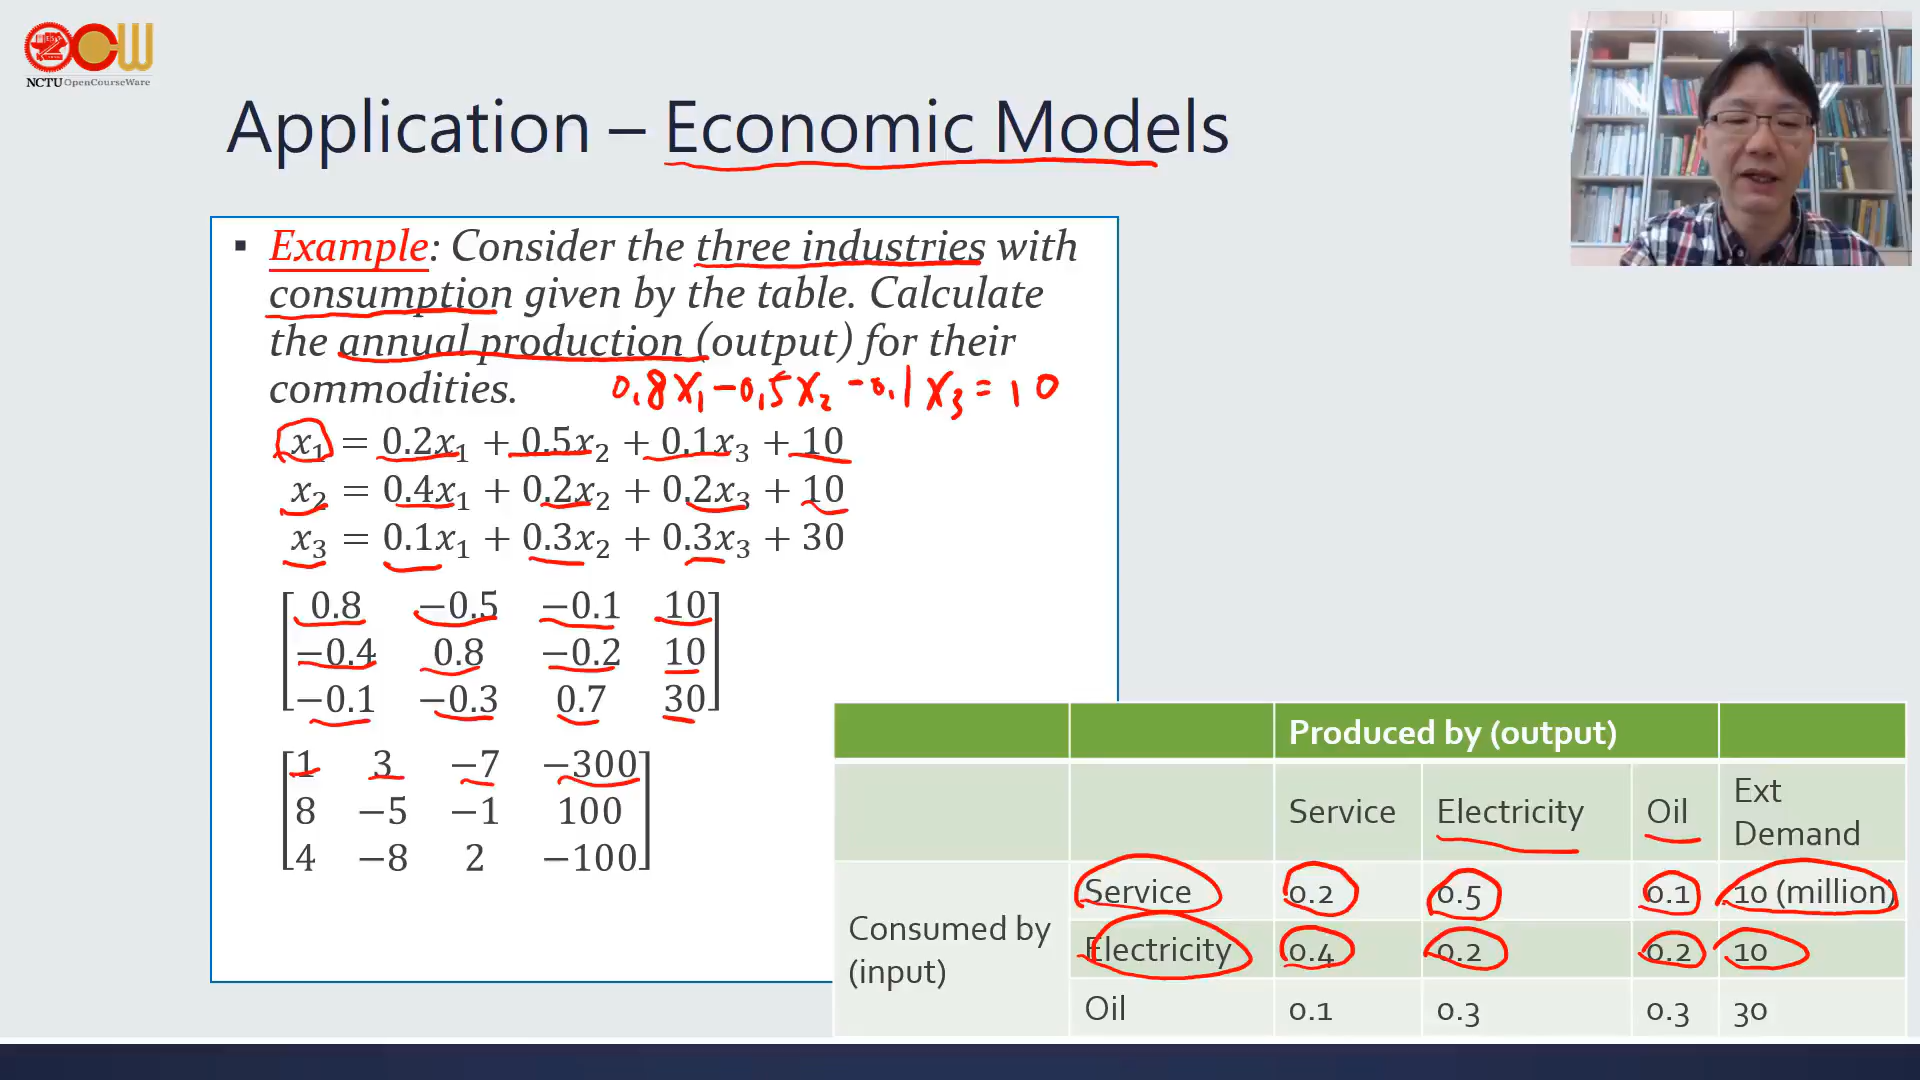 NCTU OpenCourseWare
Application – Economic Models
▪ Example: Consider the three industries with
consumption given by the table. Calculate
the annual production (output) for their
commodities.
0.8x₁ − 0.5x₂ − 0.1x₃ = 10
x₁ = 0.2x₁ + 0.5x₂ + 0.1x₃ + 10
x₂ = 0.4x₁ + 0.2x₂ + 0.2x₃ + 10
x₃ = 0.1x₁ + 0.3x₂ + 0.3x₃ + 30
0.8 −0.5 −0.1 10
−0.4 0.8 −0.2 10
−0.1 −0.3 0.7 30
1 3 −7 −300
8 −5 −1 100
4 −8 2 −100
Produced by (output)
Service Electricity Oil Ext Demand
Consumed by (input)
Service 0.2 0.5 0.1 10 (million)
Electricity 0.4 0.2 0.2 10
Oil 0.1 0.3 0.3 30